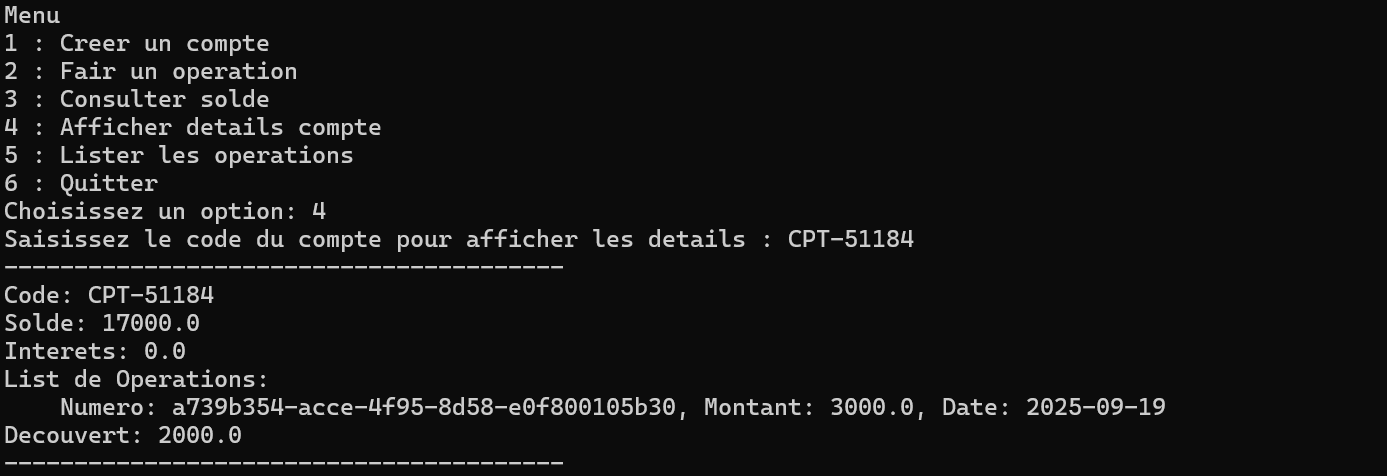 Menu
1 : Creer un compte
2 : Fair un operation
3 : Consulter solde
4 : Afficher details compte
5 : Lister les operations
6 : Quitter
Choisissez un option: 4
Saisissez le code du compte pour afficher les details : CPT-51184
----------------------------------------
Code: CPT-51184
Solde: 17000.0
Interets: 0.0
List de Operations:
    Numero: a739b354-acce-4f95-8d58-e0f800105b30, Montant: 3000.0, Date: 2025-09-19
Decouvert: 2000.0
----------------------------------------